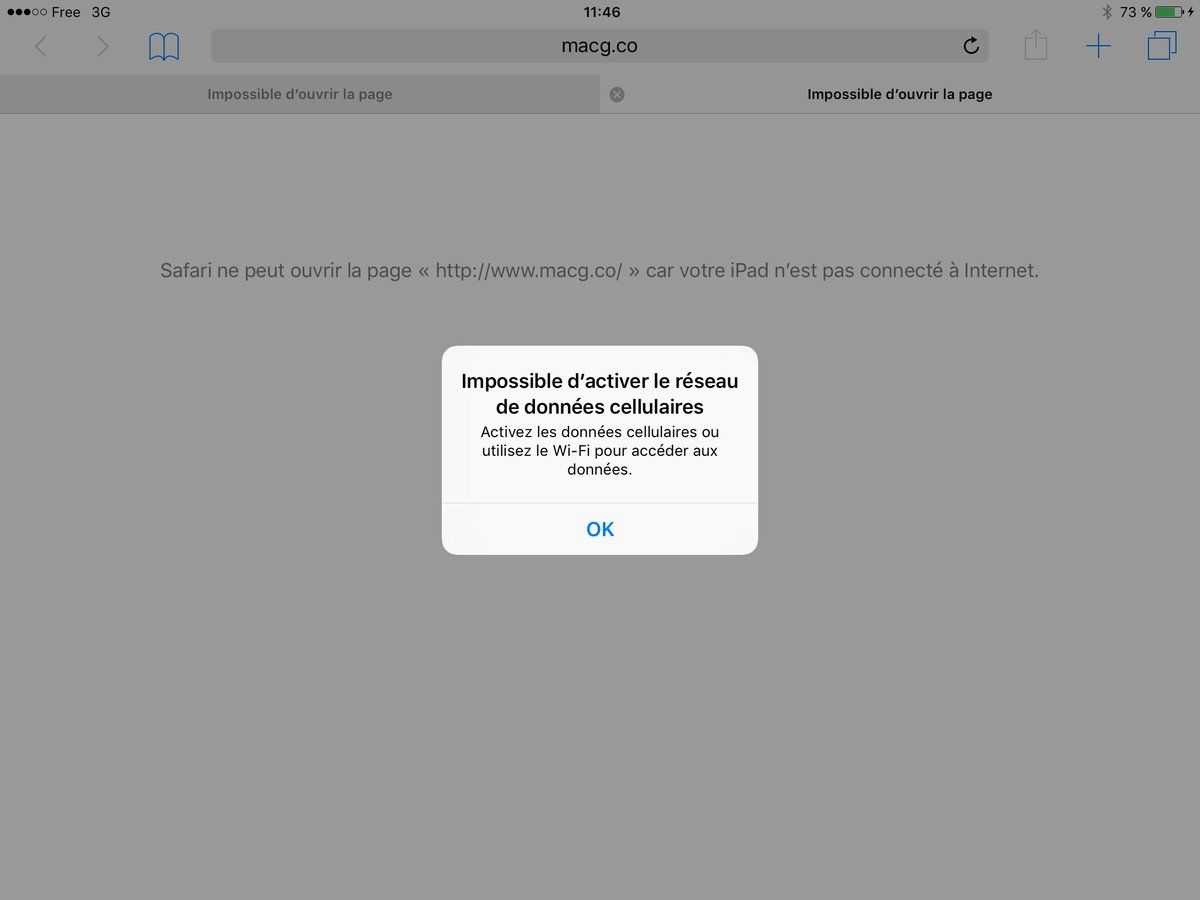 Free 3G
11:46
73 %
macg.co
Impossible d’ouvrir la page
Impossible d’ouvrir la page
Safari ne peut ouvrir la page « http://www.macg.co/ » car votre iPad n’est pas connecté à Internet.
Impossible d’activer le réseau
de données cellulaires
Activez les données cellulaires ou
utilisez le Wi-Fi pour accéder aux
données.
OK